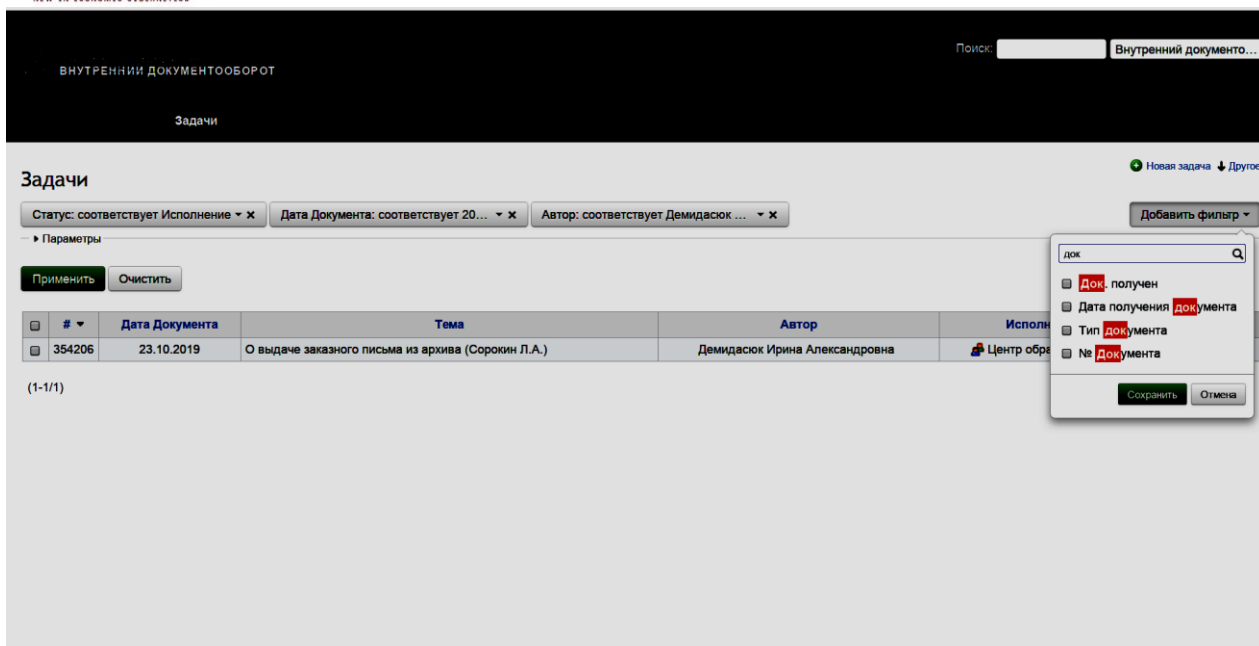 Поиск:
Внутренний документо...
ВНУТРЕННИЙ ДОКУМЕНТООБОРОТ
Задачи
Новая задача Другое
Задачи
Статус: соответствует Исполнение
Дата Документа: соответствует 20...
Автор: соответствует Демидасюк ...
Добавить фильтр
Параметры
док
Применить Очистить
Док. получен
Дата получения документа
Тип документа
№ Документа
# Дата Документа Тема Автор Исполн
354206 23.10.2019 О выдаче заказного письма из архива (Сорокин Л.А.) Демидасюк Ирина Александровна Центр обра
(1-1/1)
Сохранить Отмена